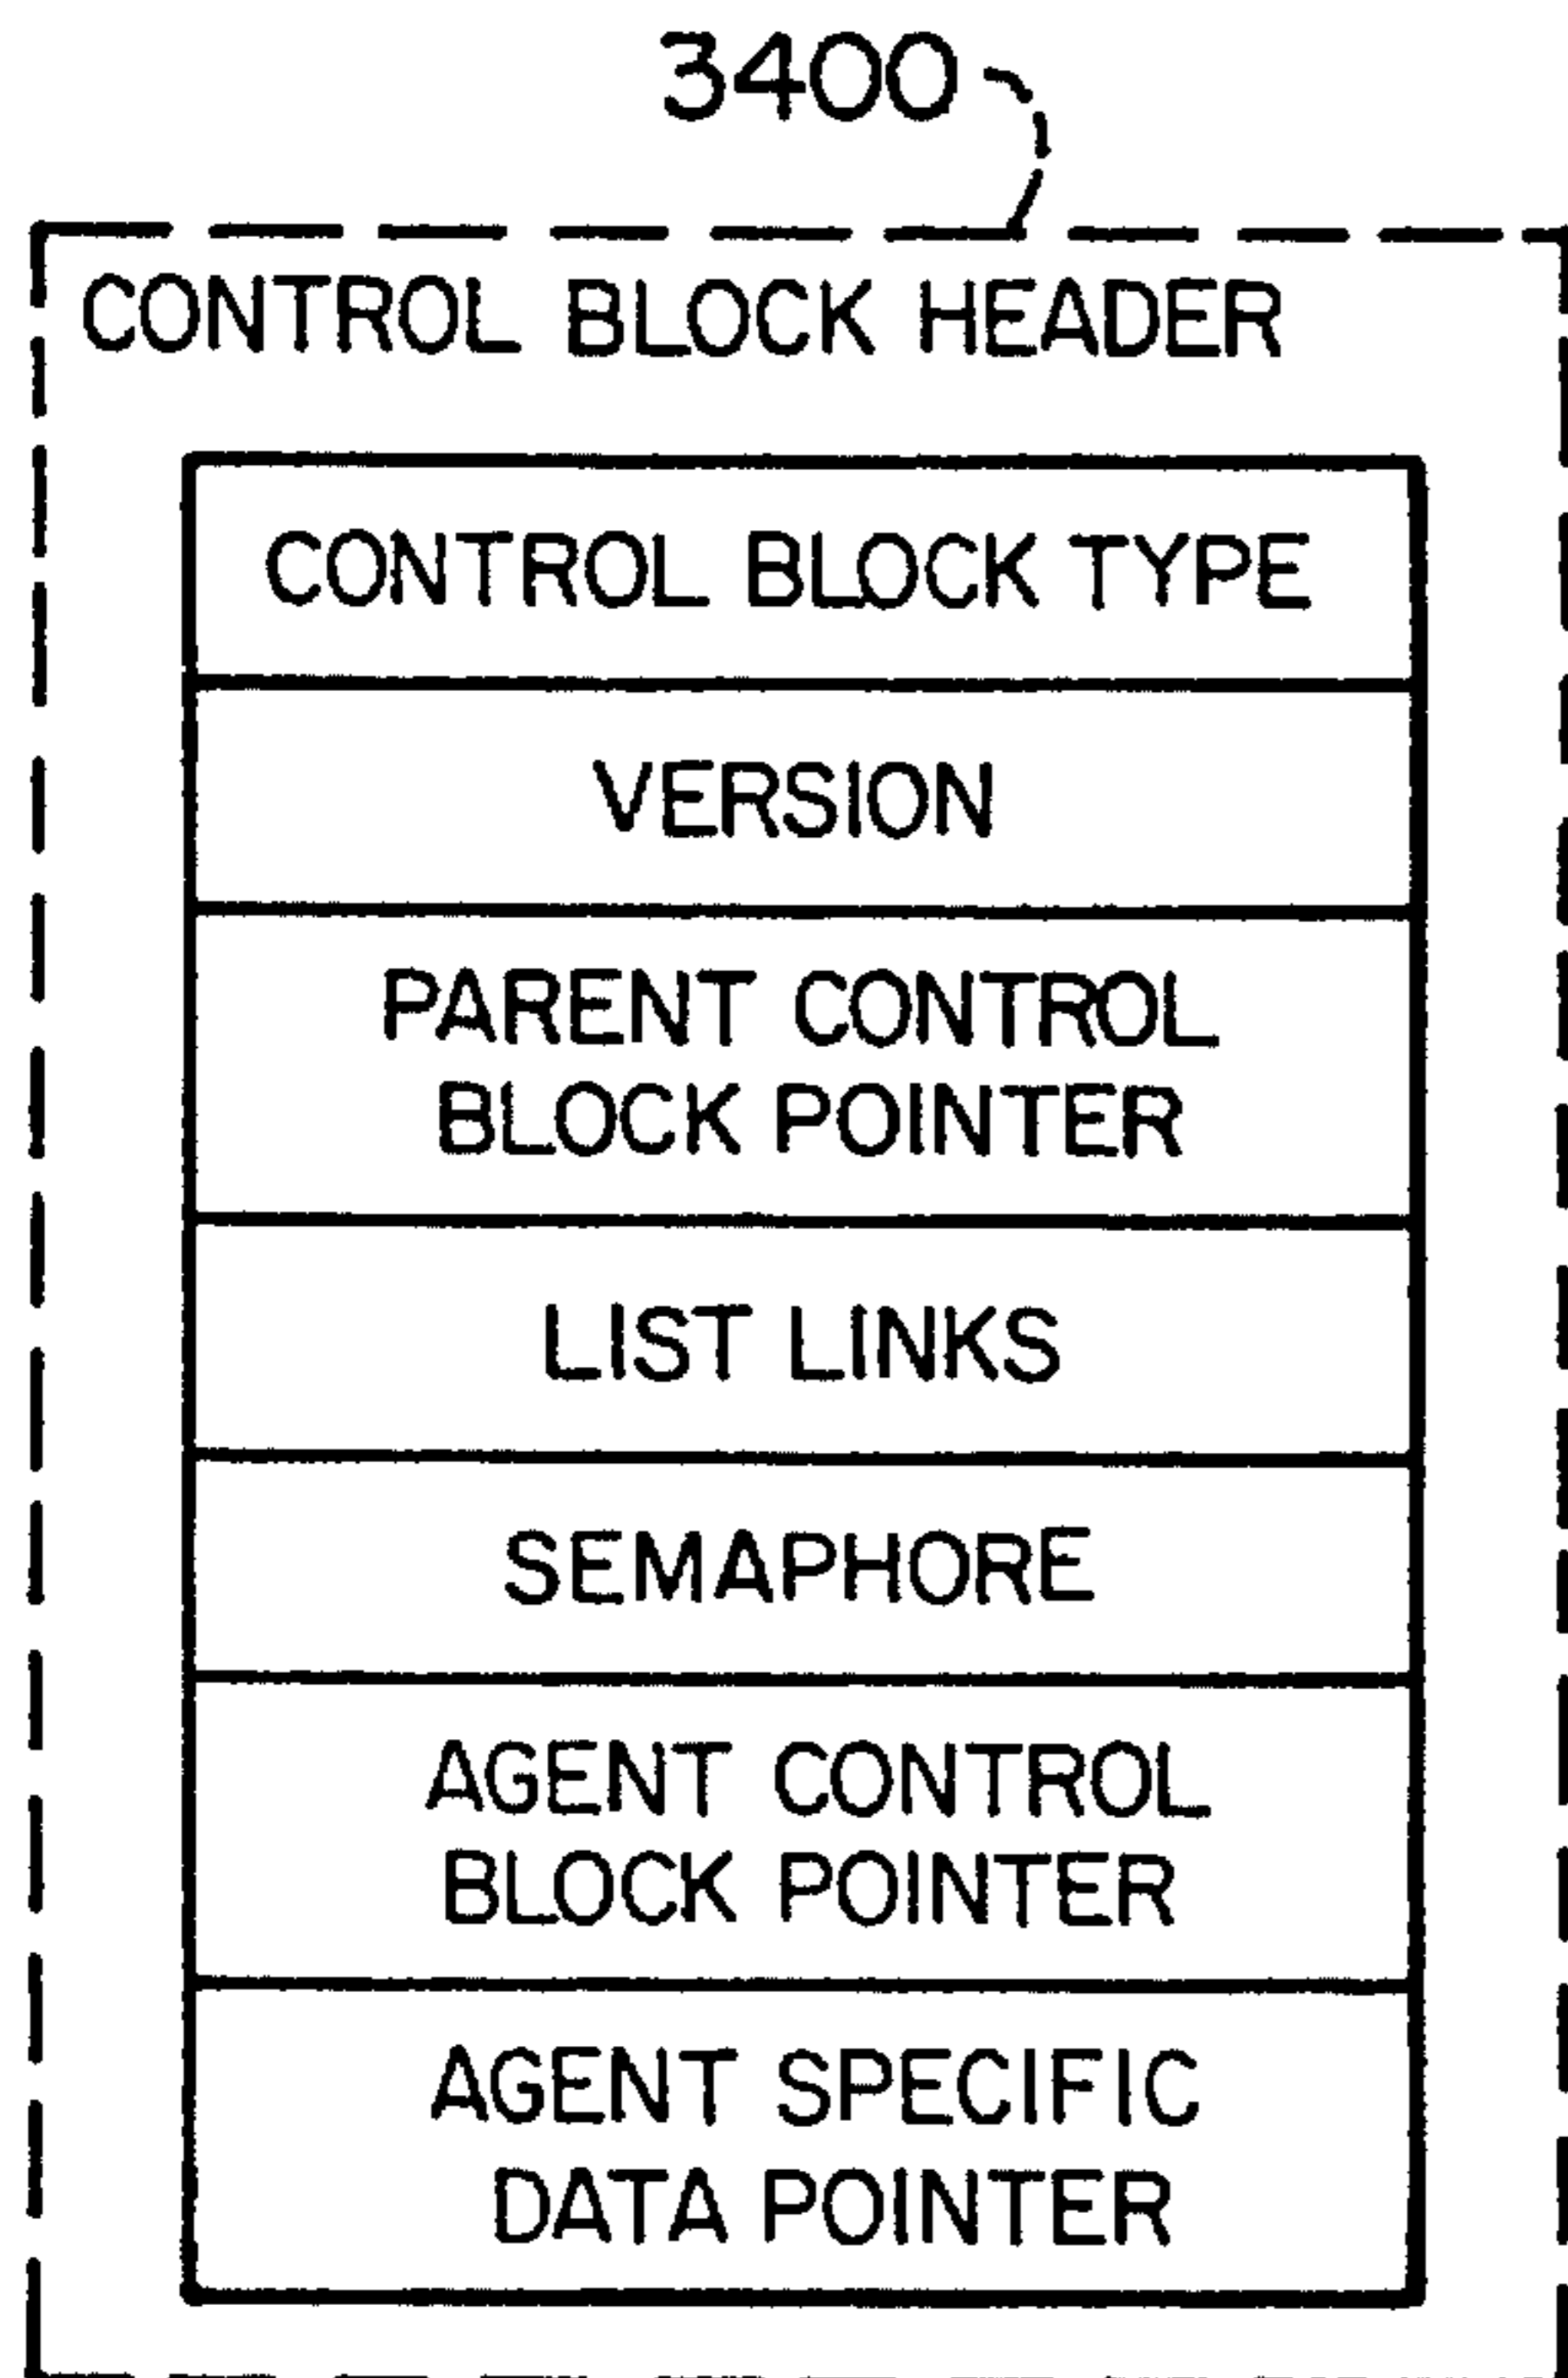 3400
CONTROL BLOCK HEADER
CONTROL BLOCK TYPE
VERSION
PARENT CONTROL
BLOCK POINTER
LIST LINKS
SEMAPHORE
AGENT CONTROL
BLOCK POINTER
AGENT SPECIFIC
DATA POINTER